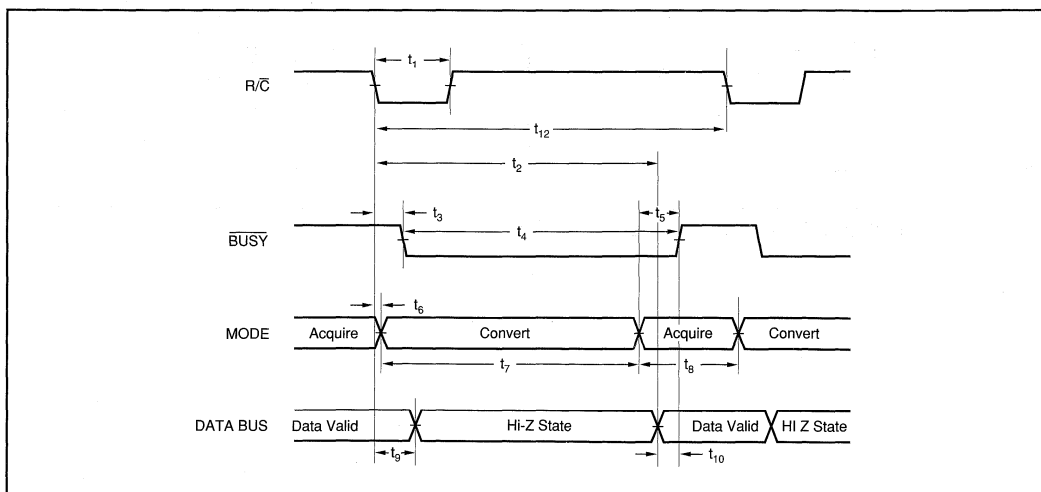 t1
R/C̅
t12
t2
t3
t5
B̅U̅S̅Y̅
t4
t6
MODE
Acquire
Convert
Acquire
Convert
t7
t8
DATA BUS
Data Valid
Hi-Z State
Data Valid
HI Z State
t9
t10